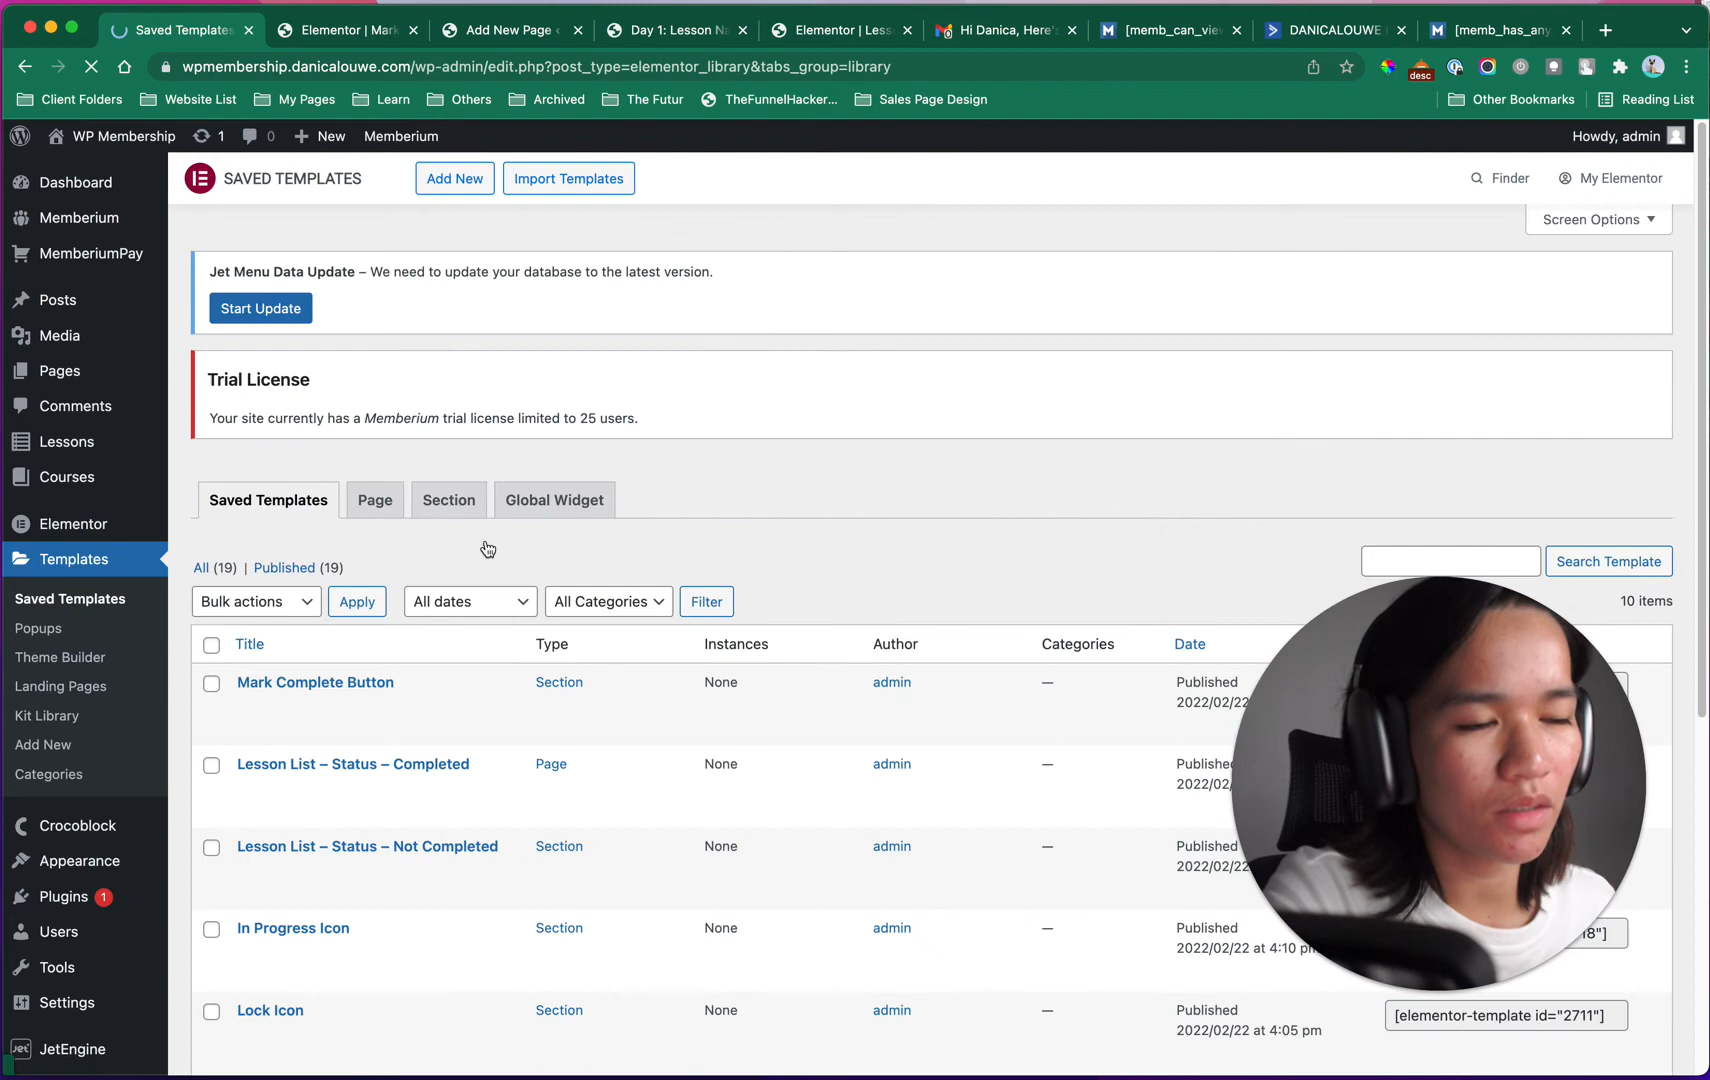 Saved Templates
Elementor | Mark
Add New Page ‹
Day 1: Lesson Na
Elementor | Less
Hi Danica, Here's
[memb_can_view
DANICALOUWE
[memb_has_any
wpmembership.danicalouwe.com/wp-admin/edit.php?post_type=elementor_library&tabs_group=library
desc
Client Folders
Website List
My Pages
Learn
Others
Archived
The Futur
TheFunnelHacker...
Sales Page Design
Other Bookmarks
Reading List
WP Membership
1
0
New
Memberium
Howdy, admin
Dashboard
Memberium
MemberiumPay
Posts
Media
Pages
Comments
Lessons
Courses
Elementor
Templates
Saved Templates
Popups
Theme Builder
Landing Pages
Kit Library
Add New
Categories
Crocoblock
Appearance
Plugins 1
Users
Tools
Settings
JetEngine
SAVED TEMPLATES
Add New
Import Templates
Finder
My Elementor
Screen Options
Jet Menu Data Update – We need to update your database to the latest version.
Start Update
Trial License
Your site currently has a Memberium trial license limited to 25 users.
Saved Templates
Page
Section
Global Widget
All (19) | Published (19)
Search Template
Bulk actions
Apply
All dates
All Categories
Filter
10 items
Title
Type
Instances
Author
Categories
Date
Mark Complete Button
Section
None
admin
—
Published
2022/02/22
Lesson List – Status – Completed
Page
None
admin
—
Published
2022/02/
Lesson List – Status – Not Completed
Section
None
admin
—
Published
2022/02/22
In Progress Icon
Section
None
admin
—
Published
2022/02/22 at 4:10 pm
18"]
Lock Icon
Section
None
admin
—
Published
2022/02/22 at 4:05 pm
[elementor-template id="2711"]